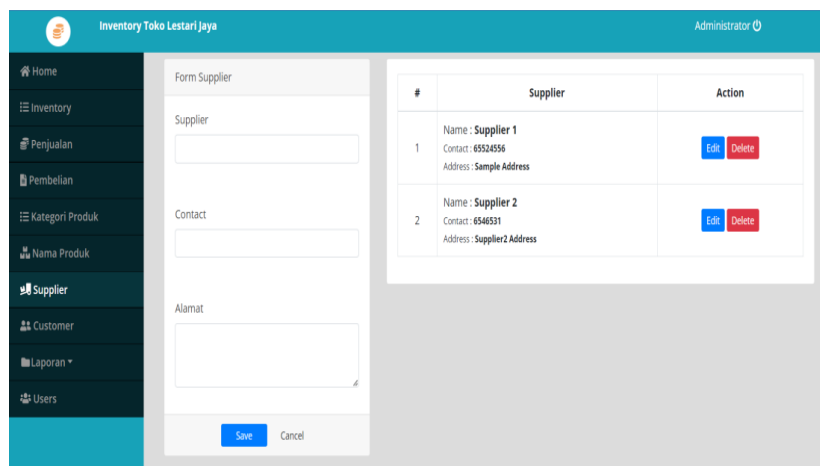 Inventory Toko Lestari Jaya
Administrator
Home
Inventory
Penjualan
Pembelian
Kategori Produk
Nama Produk
Supplier
Customer
Laporan
Users
Form Supplier
Supplier
Contact
Alamat
Save Cancel
# Supplier Action
Name : Supplier 1
1 Contact : 65524556 Edit Delete
Address : Sample Address
Name : Supplier 2
2 Contact : 6546531 Edit Delete
Address : Supplier2 Address